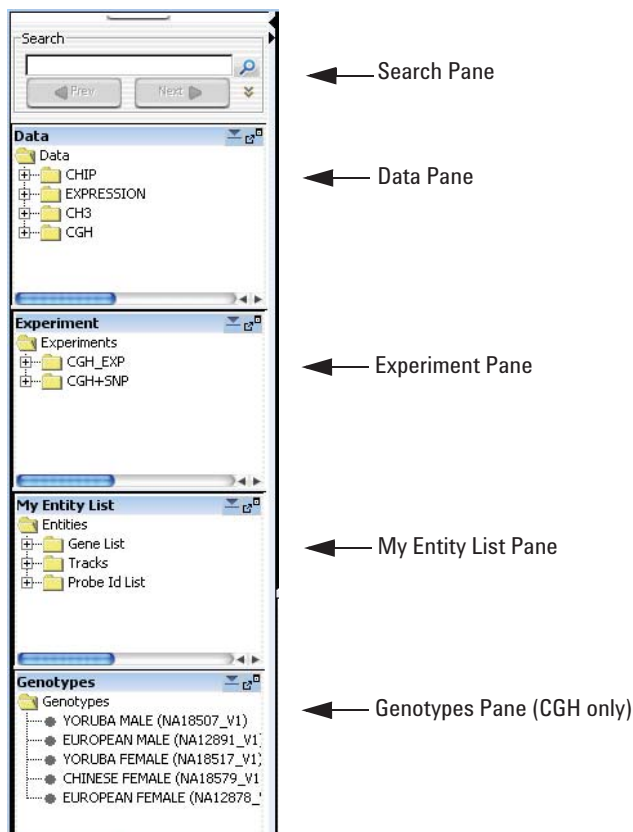 Search
Prev
Next
Search Pane
Data
Data
CHIP
EXPRESSION
CH3
CGH
Data Pane
Experiment
Experiments
CGH_EXP
CGH+SNP
Experiment Pane
My Entity List
Entities
Gene List
Tracks
Probe Id List
My Entity List Pane
Genotypes
Genotypes
YORUBA MALE (NA18507_V1)
EUROPEAN MALE (NA12891_V1)
YORUBA FEMALE (NA18517_V1)
CHINESE FEMALE (NA18579_V1
EUROPEAN FEMALE (NA12878_
Genotypes Pane (CGH only)